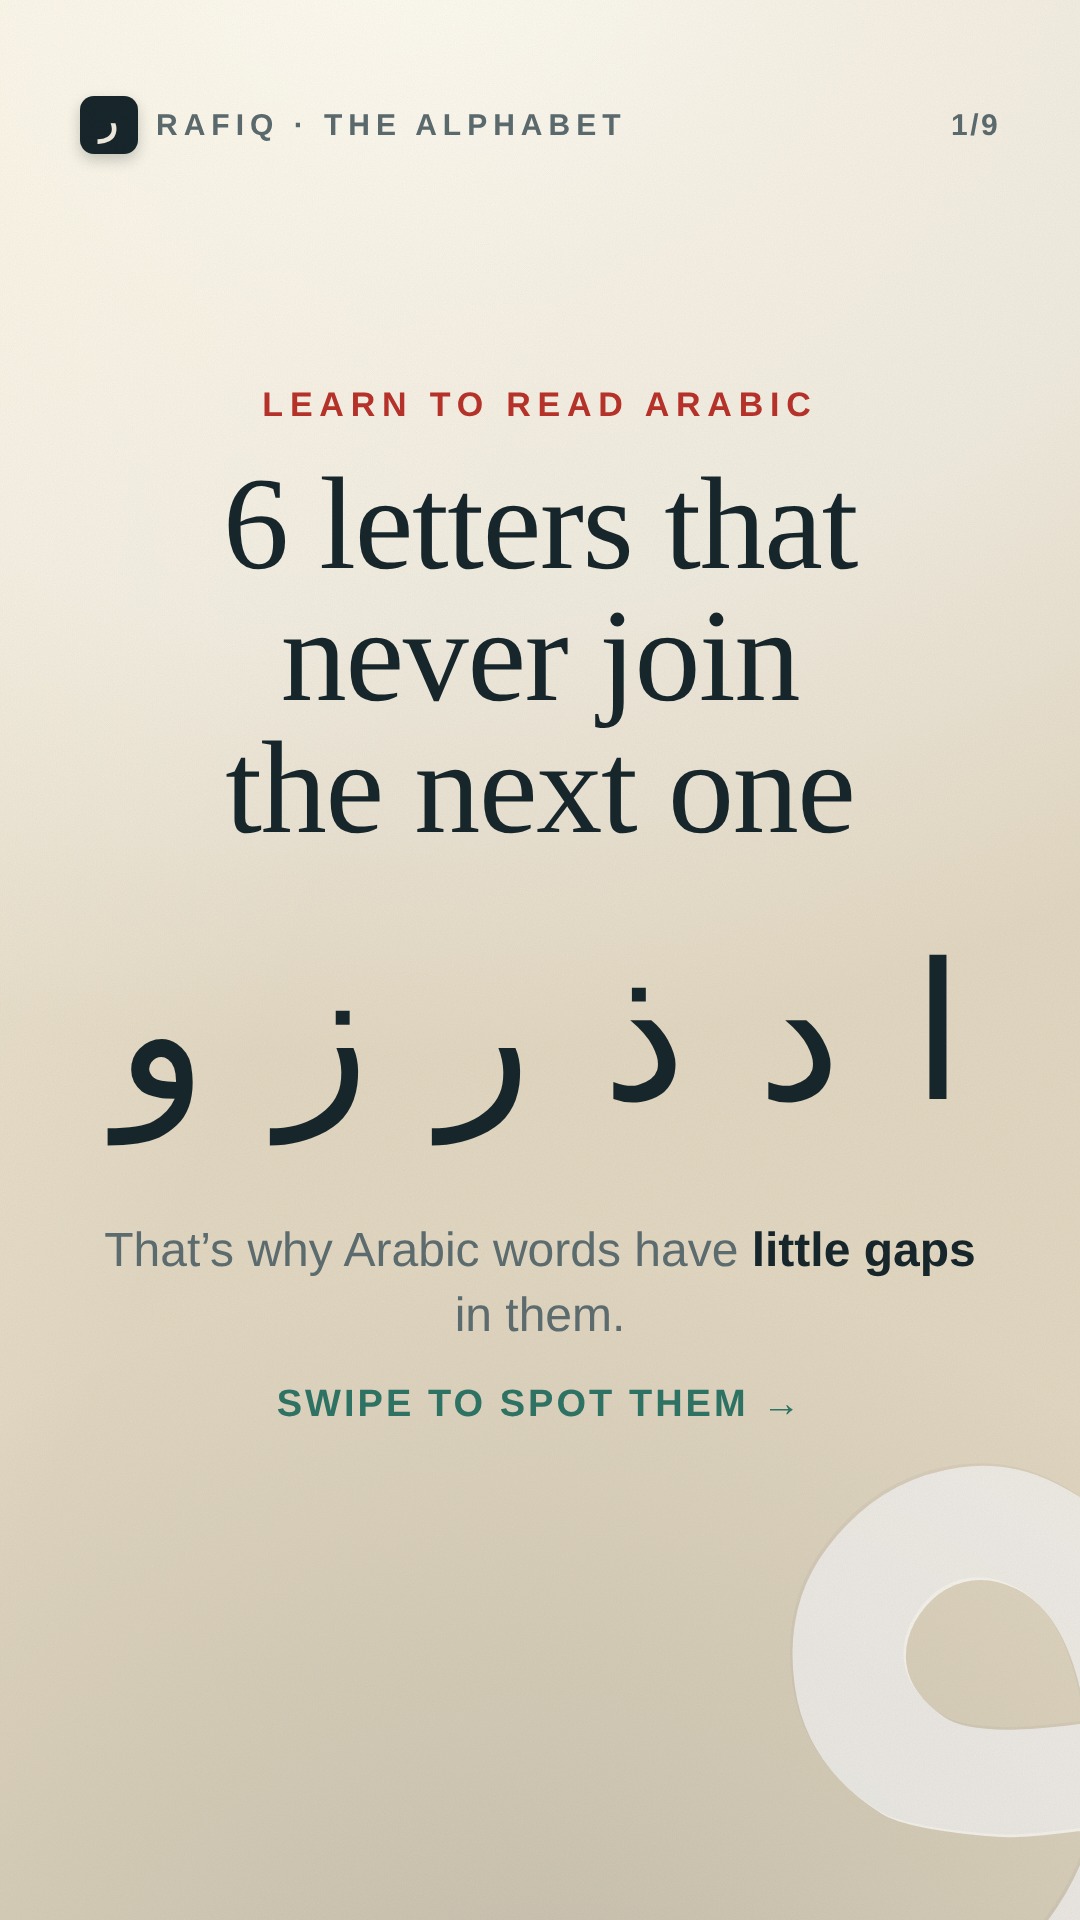 ر RAFIQ · THE ALPHABET 1/9
LEARN TO READ ARABIC
6 letters that
never join
the next one
ا د ذ ر ز و
That’s why Arabic words have little gaps
in them.
SWIPE TO SPOT THEM →
و